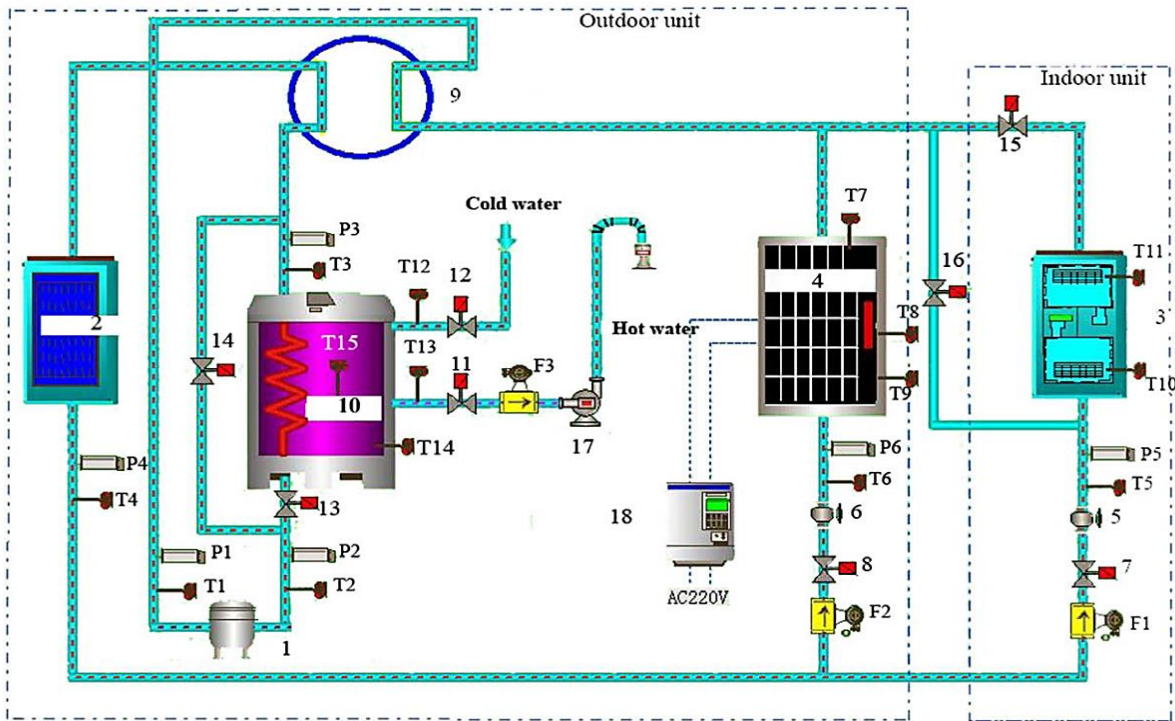 Outdoor unit
Indoor unit
9
15
Cold water
P3
T3
T12
12
T7
T11
16
4
3
2
Hot water
T8
14
T15
T13
11
F3
10
T9
T10
17
T14
P4
T4
P6
T6
P5
T5
13
18
6
5
P1
P2
8
7
T1
T2
AC220V
F2
F1
1